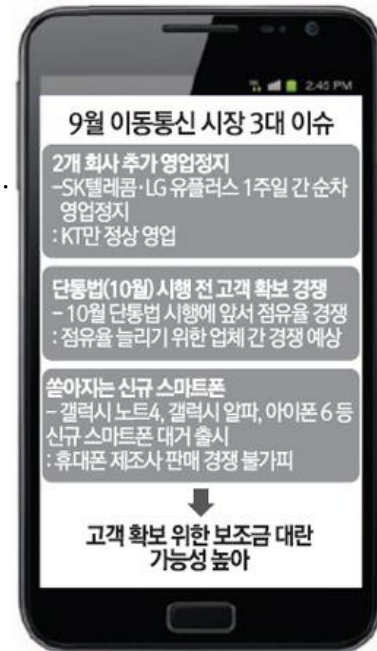 2:45 PM
9월 이동통신 시장 3대 이슈
2개 회사 추가 영업정지
-SK텔레콤·LG 유플러스 1주일 간 순차
영업정지
: KT만 정상 영업
단통법(10월) 시행 전 고객 확보 경쟁
- 10월 단통법 시행에 앞서 점유율 경쟁
: 점유율 늘리기 위한 업체 간 경쟁 예상
쏟아지는 신규 스마트폰
- 갤럭시 노트4, 갤럭시 알파, 아이폰 6 등
신규 스마트폰 대거 출시
: 휴대폰 제조사 판매 경쟁 불가피
고객 확보 위한 보조금 대란
가능성 높아